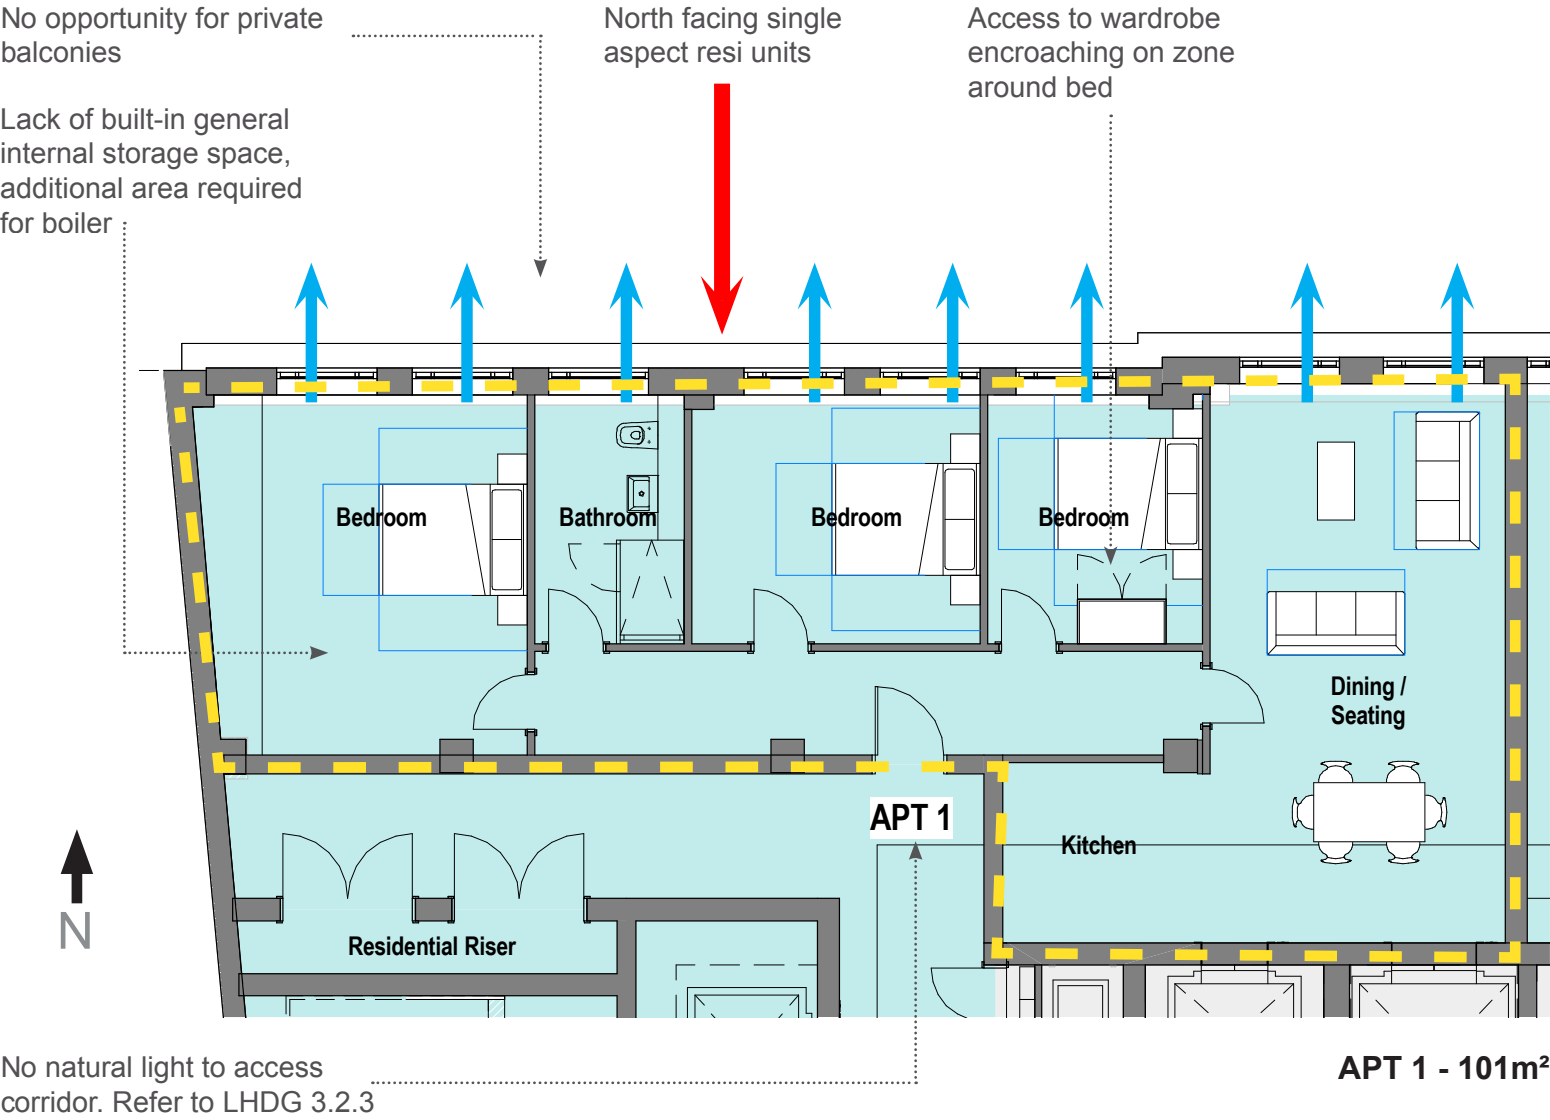 No opportunity for private
balconies
North facing single
aspect resi units
Access to wardrobe
encroaching on zone
around bed
Lack of built-in general
internal storage space,
additional area required
for boiler
Bedroom
Bathroom
Bedroom
Bedroom
Dining /
Seating
APT 1
Kitchen
N
Residential Riser
No natural light to access
corridor. Refer to LHDG 3.2.3
APT 1 - 101m²